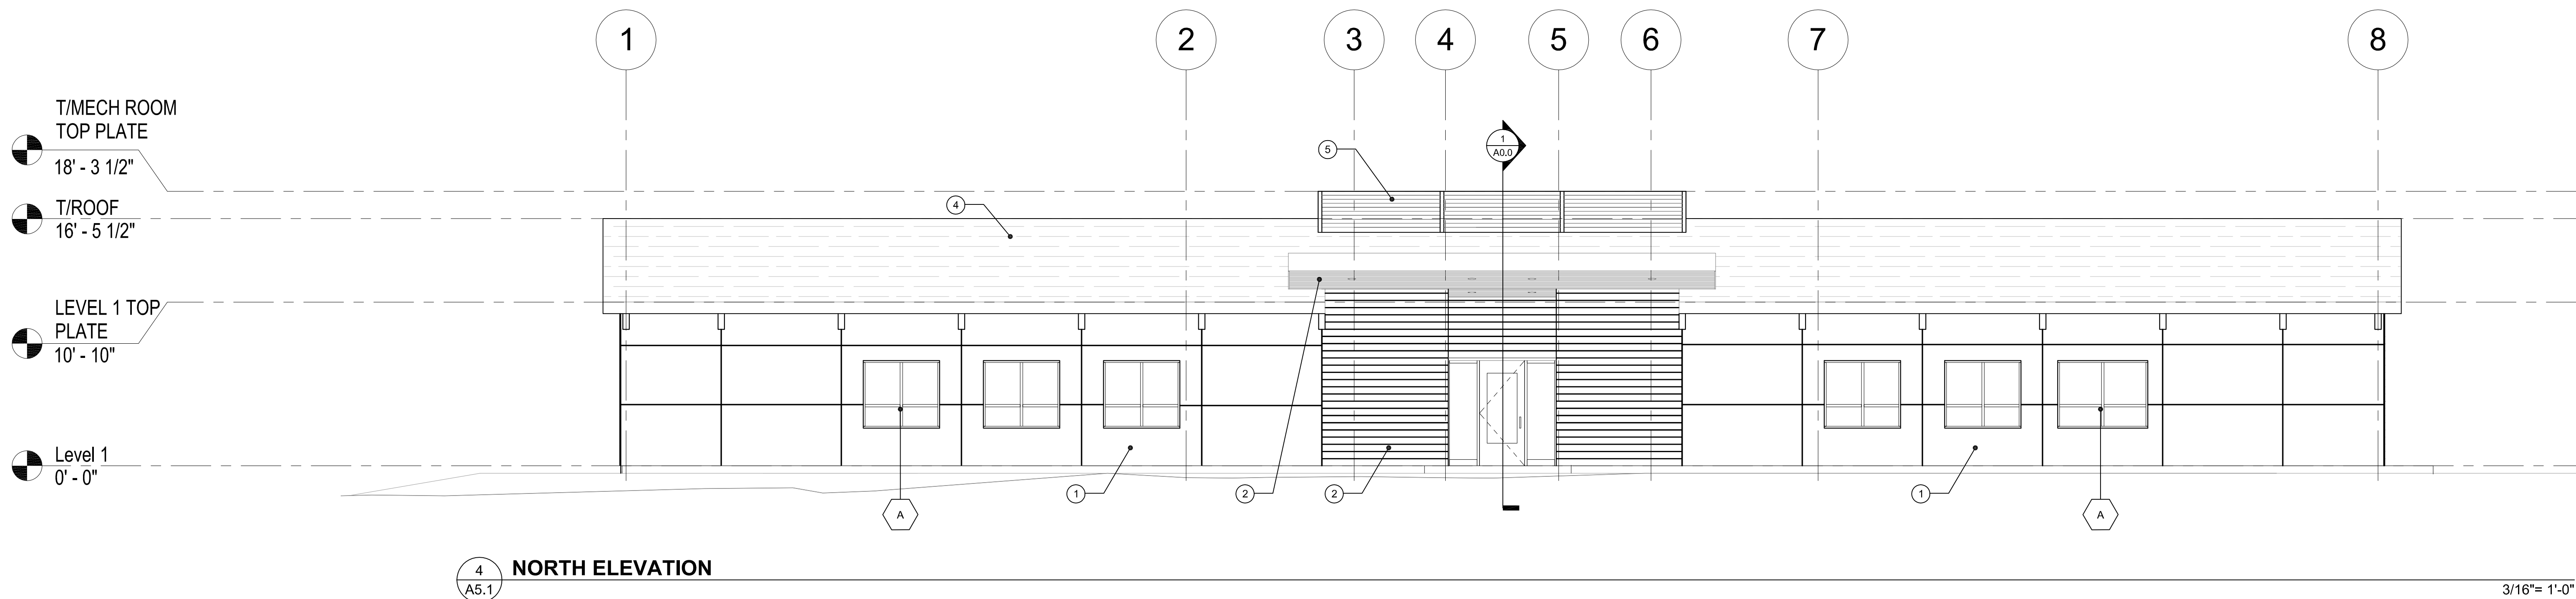 1 2 3 4 5 6 7 8
T/MECH ROOM
TOP PLATE
18' - 3 1/2"
T/ROOF
16' - 5 1/2"
LEVEL 1 TOP
PLATE
10' - 10"
Level 1
0' - 0"
1
A0.0
5
4
1
2
2
1
A
A
4
A5.1
NORTH ELEVATION
3/16"= 1'-0"